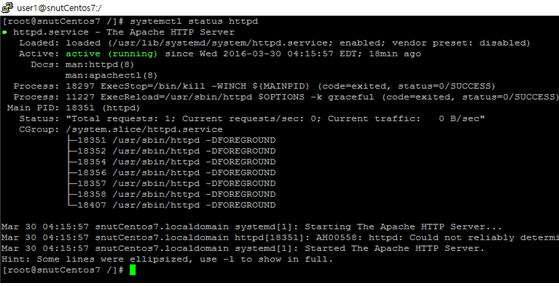 user1@snutCentos7:/
[root@snutCentos7 /]# systemctl status httpd
● httpd.service - The Apache HTTP Server
   Loaded: loaded (/usr/lib/systemd/system/httpd.service; enabled; vendor preset: disabled)
   Active: active (running) since Wed 2016-03-30 04:15:57 EDT; 18min ago
     Docs: man:httpd(8)
           man:apachectl(8)
  Process: 18297 ExecStop=/bin/kill -WINCH ${MAINPID} (code=exited, status=0/SUCCESS)
  Process: 11227 ExecReload=/usr/sbin/httpd $OPTIONS -k graceful (code=exited, status=0/SUCCESS)
 Main PID: 18351 (httpd)
   Status: "Total requests: 1; Current requests/sec: 0; Current traffic:   0 B/sec"
   CGroup: /system.slice/httpd.service
           ├─18351 /usr/sbin/httpd -DFOREGROUND
           ├─18352 /usr/sbin/httpd -DFOREGROUND
           ├─18354 /usr/sbin/httpd -DFOREGROUND
           ├─18356 /usr/sbin/httpd -DFOREGROUND
           ├─18357 /usr/sbin/httpd -DFOREGROUND
           ├─18358 /usr/sbin/httpd -DFOREGROUND
           └─18407 /usr/sbin/httpd -DFOREGROUND
Mar 30 04:15:57 snutCentos7.localdomain systemd[1]: Starting The Apache HTTP Server...
Mar 30 04:15:57 snutCentos7.localdomain httpd[18351]: AH00558: httpd: Could not reliably determi
Mar 30 04:15:57 snutCentos7.localdomain systemd[1]: Started The Apache HTTP Server.
Hint: Some lines were ellipsized, use -l to show in full.
[root@snutCentos7 /]#